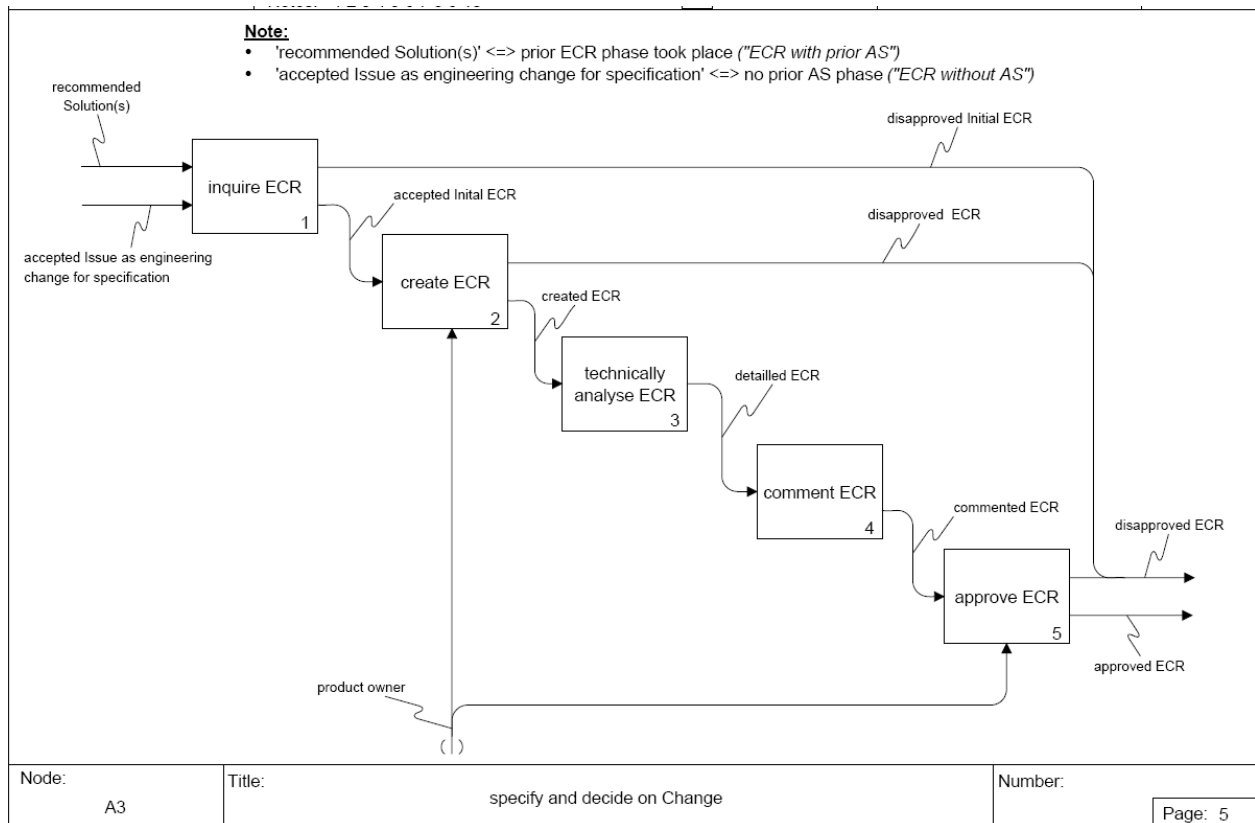 Note:
• 'recommended Solution(s)' <=> prior ECR phase took place ("ECR with prior AS")
• 'accepted Issue as engineering change for specification' <=> no prior AS phase ("ECR without AS")
recommended
Solution(s)
disapproved Initial ECR
inquire ECR
1
accepted Inital ECR
disapproved ECR
accepted Issue as engineering
change for specification
create ECR
2
created ECR
technically
analyse ECR
3
detailled ECR
comment ECR
4
commented ECR
disapproved ECR
approve ECR
5
approved ECR
product owner
( )
Node:
A3
Title:
specify and decide on Change
Number:
Page: 5